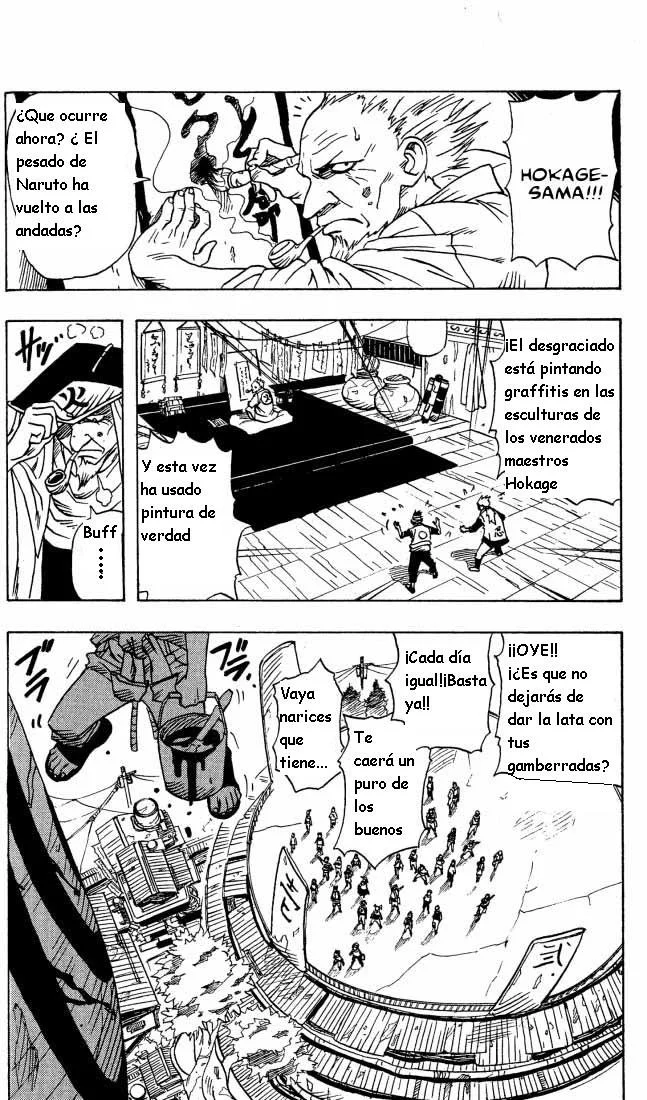 HOKAGE-
SAMA!!!
¿Que ocurre
ahora? ¿ El
pesado de
Naruto ha
vuelto a las
andadas?
¡El desgraciado
está pintando
graffitis en las
esculturas de
los venerados
maestros
Hokage
Y esta vez
ha usado
pintura de
verdad
Buff
¡¡OYE!!
¡¿Es que no
dejarás de
dar la lata con
tus
gamberradas?
¡Cada día
igual!¡Basta
ya!!
Te
caerá un
puro de
los
buenos
Vaya
narices
que
tiene...